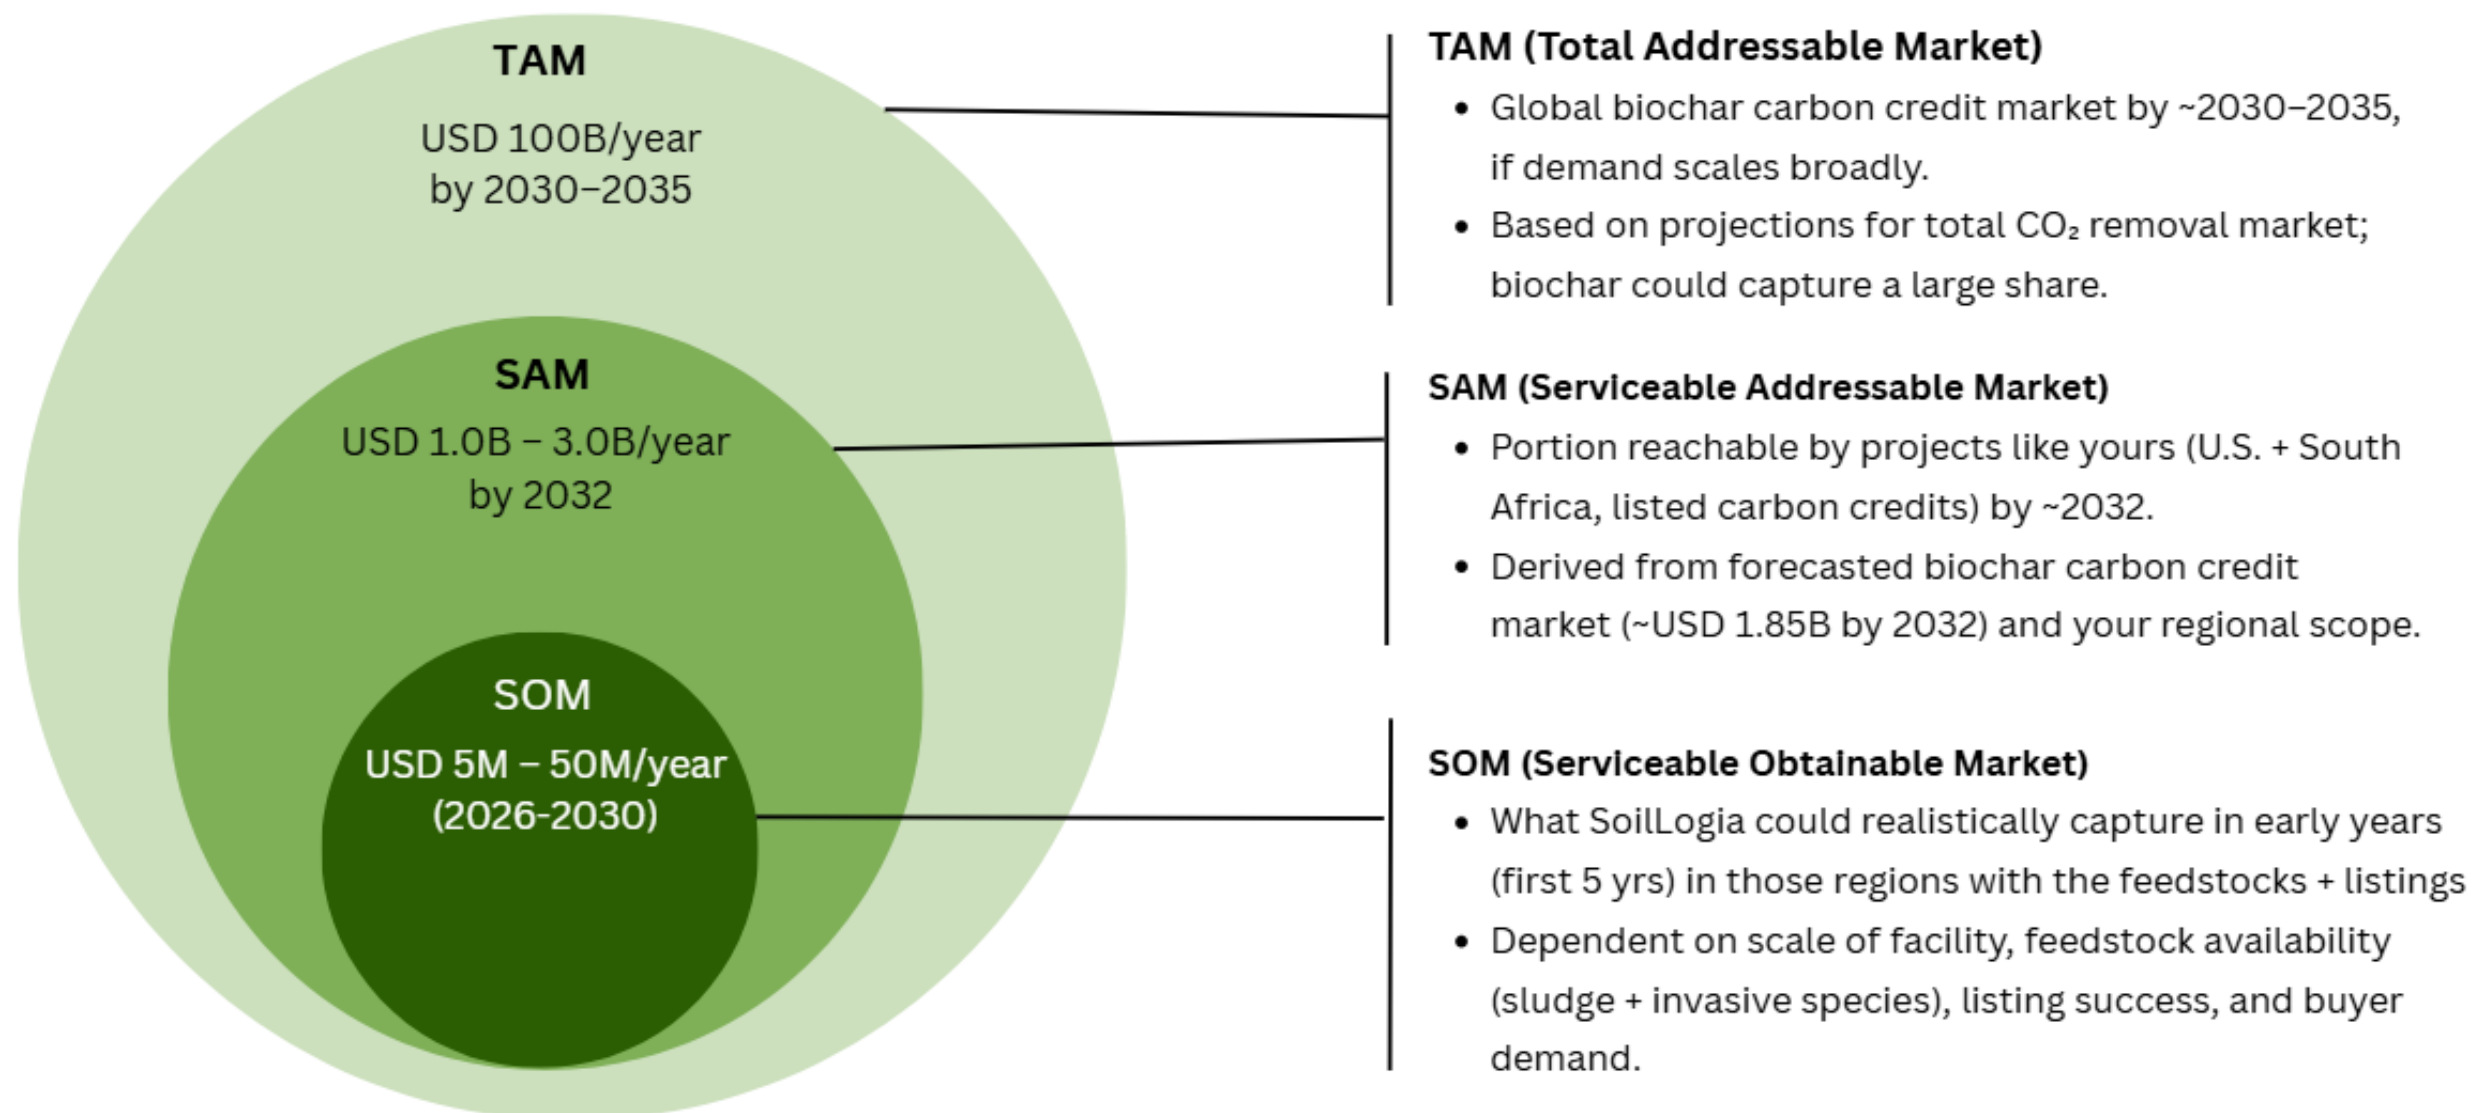 TAM
USD 100B/year
by 2030–2035
SAM
USD 1.0B – 3.0B/year
by 2032
SOM
USD 5M – 50M/year
(2026-2030)
TAM (Total Addressable Market)
• Global biochar carbon credit market by ~2030–2035,
if demand scales broadly.
• Based on projections for total CO₂ removal market;
biochar could capture a large share.
SAM (Serviceable Addressable Market)
• Portion reachable by projects like yours (U.S. + South
Africa, listed carbon credits) by ~2032.
• Derived from forecasted biochar carbon credit
market (~USD 1.85B by 2032) and your regional scope.
SOM (Serviceable Obtainable Market)
• What SoilLogia could realistically capture in early years
(first 5 yrs) in those regions with the feedstocks + listings
• Dependent on scale of facility, feedstock availability
(sludge + invasive species), listing success, and buyer
demand.